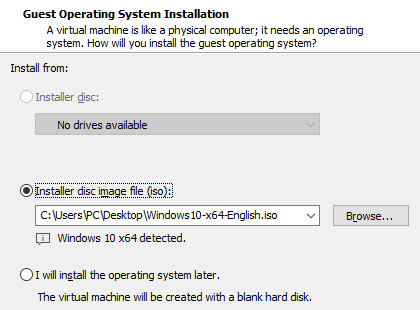 Guest Operating System Installation
A virtual machine is like a physical computer; it needs an operating
system. How will you install the guest operating system?
Install from:
Installer disc:
No drives available
Installer disc image file (iso):
C:\Users\PC\Desktop\Windows10-x64-English.iso
Browse...
Windows 10 x64 detected.
I will install the operating system later.
The virtual machine will be created with a blank hard disk.